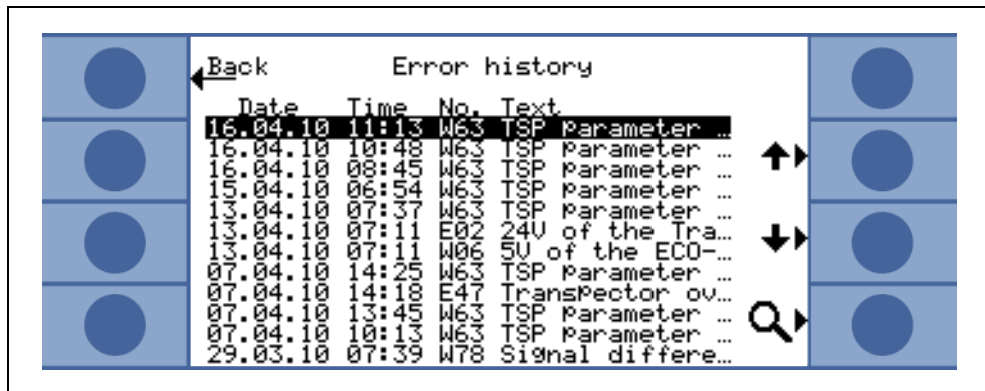 Back Error history
Date Time No. Text
16.04.10 11:13 W63 TSP Parameter …
16.04.10 10:48 W63 TSP Parameter …
16.04.10 08:45 W63 TSP Parameter …
15.04.10 06:54 W63 TSP Parameter …
13.04.10 07:37 W63 TSP Parameter …
13.04.10 07:11 E02 24V of the Tra…
13.04.10 07:11 W06 5V of the ECO-…
07.04.10 14:25 W63 TSP Parameter …
07.04.10 14:18 E47 Transpector ov…
07.04.10 13:45 W63 TSP Parameter …
07.04.10 10:13 W63 TSP Parameter …
29.03.10 07:39 W78 Signal differe…